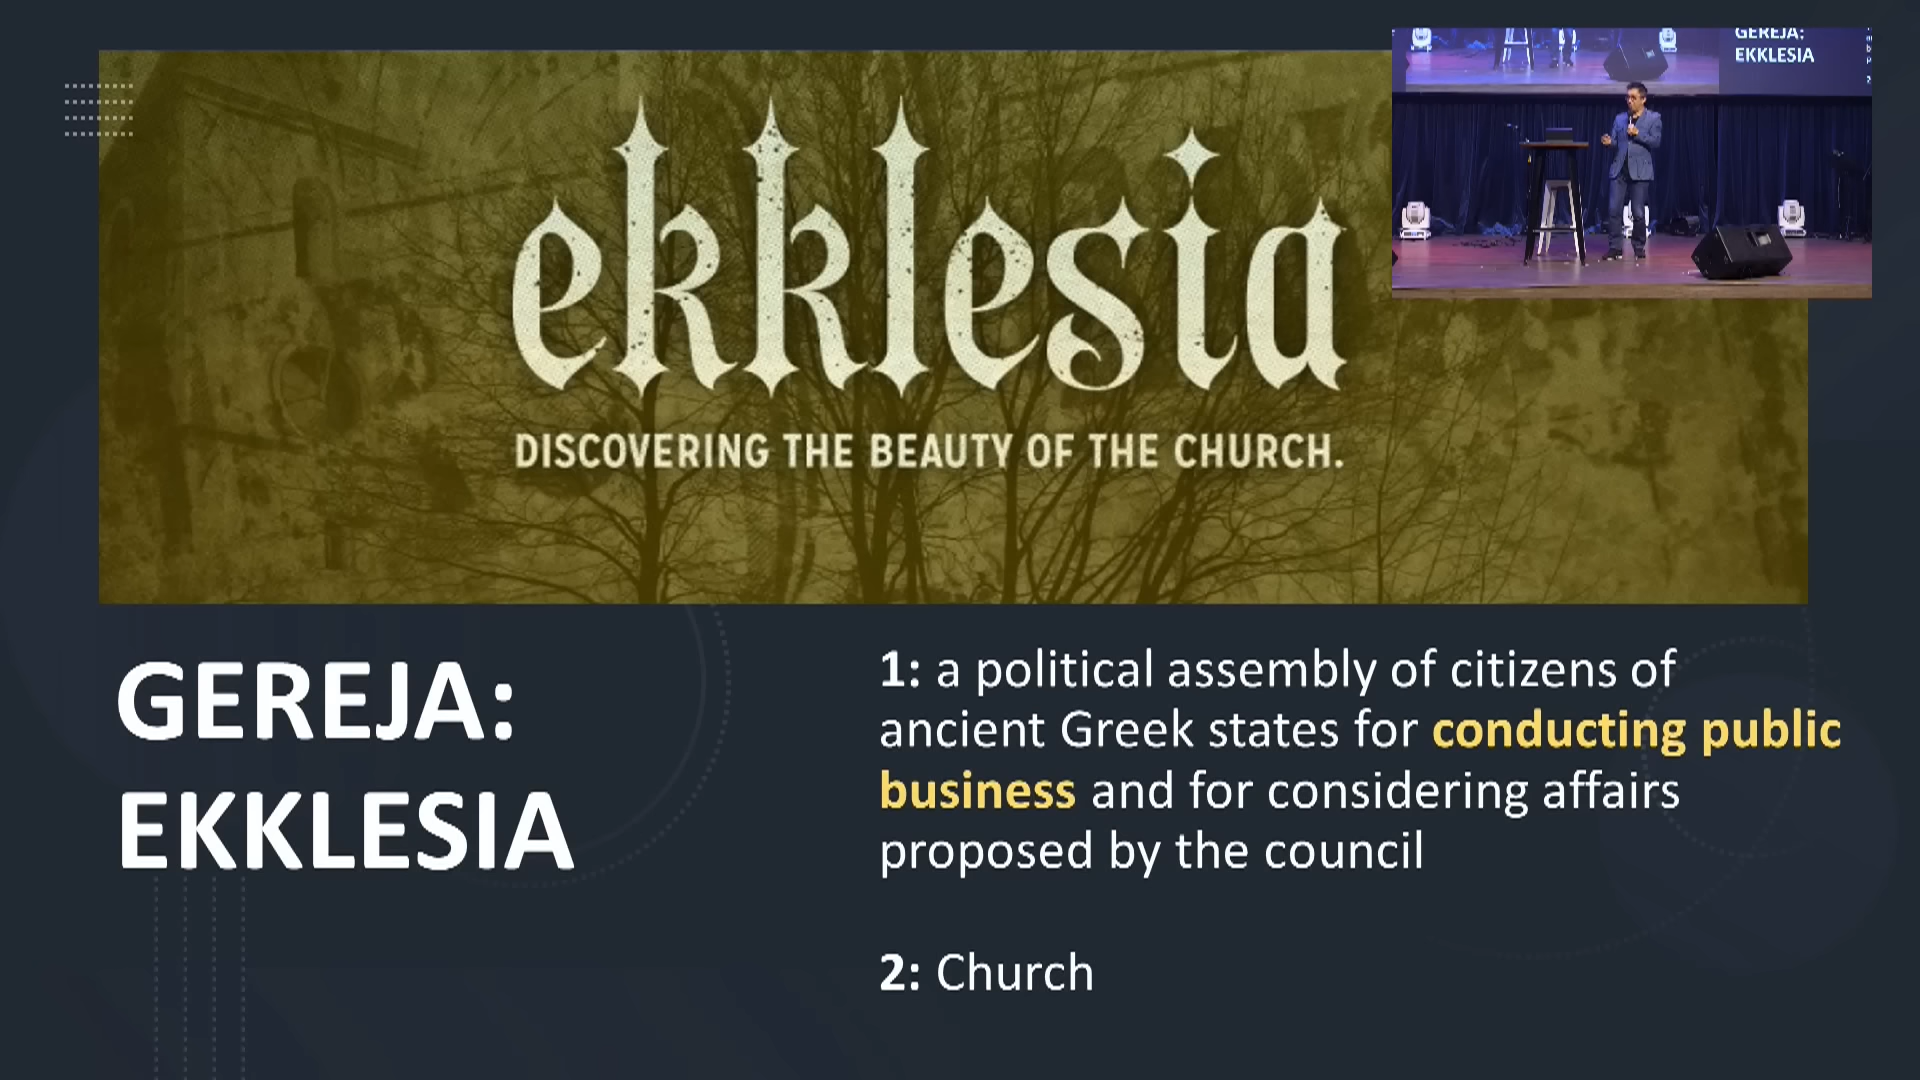 ekklesia
DISCOVERING THE BEAUTY OF THE CHURCH.
GEREJA:
EKKLESIA
GEREJA:
EKKLESIA
1: a political assembly of citizens of
ancient Greek states for conducting public
business and for considering affairs
proposed by the council
2: Church